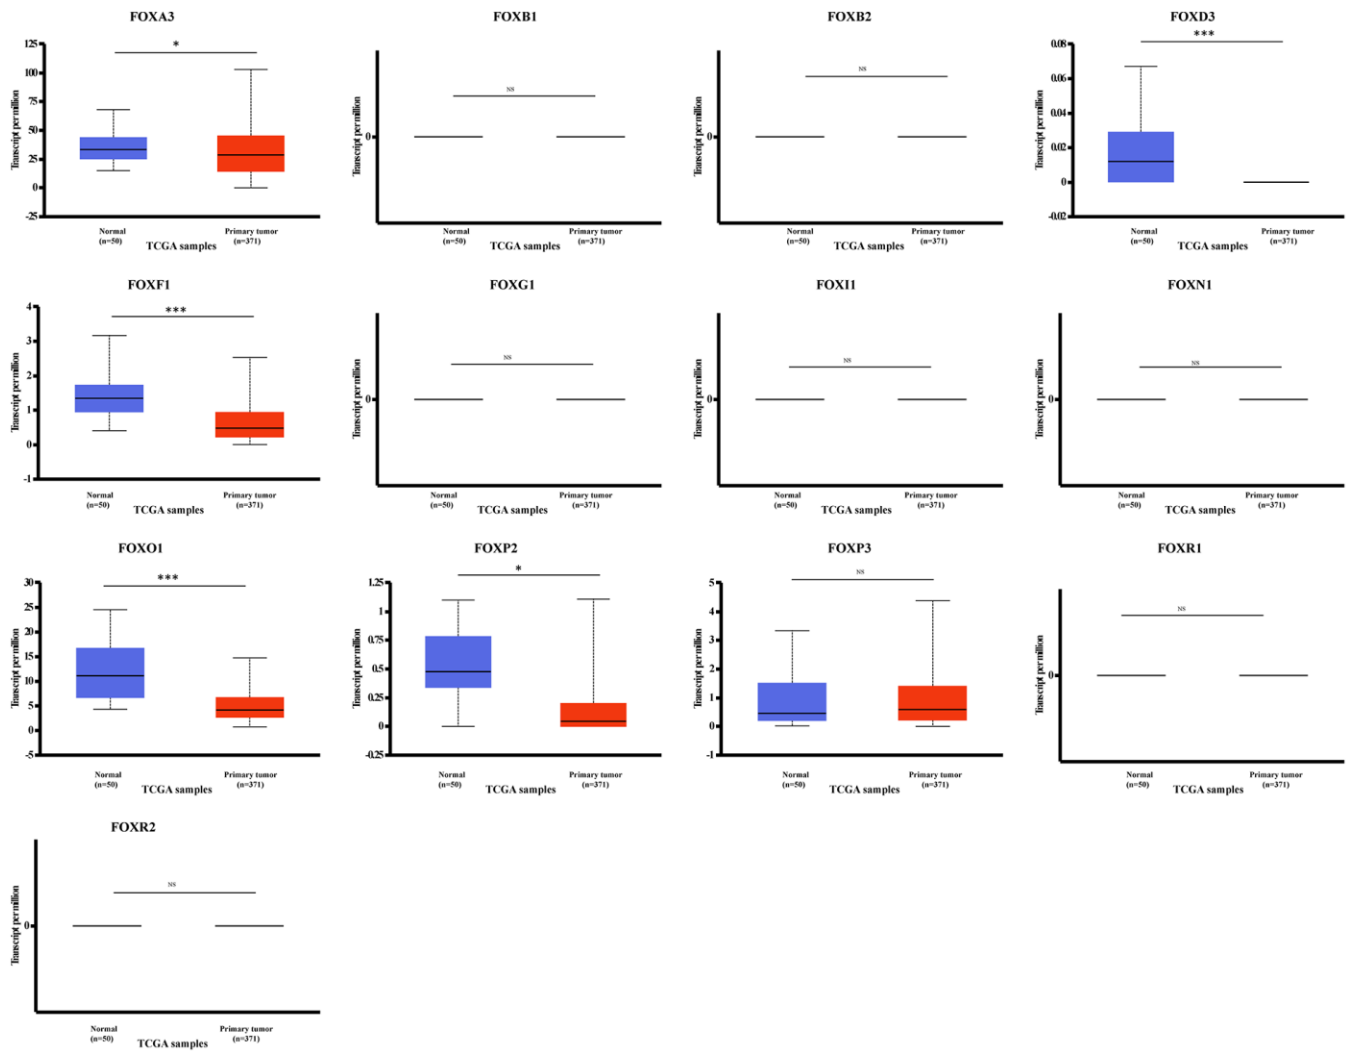 FOXA3
*
125
100
75
50
25
0
-25
Transcript per million
Normal
(n=50)
Primary tumor
(n=371)
TCGA samples
FOXB1
NS
0
Transcript per million
Normal
(n=50)
Primary tumor
(n=371)
TCGA samples
FOXB2
NS
0
Transcript per million
Normal
(n=50)
Primary tumor
(n=371)
TCGA samples
FOXD3
***
0.08
0.06
0.04
0.02
0
-0.02
Transcript per million
Normal
(n=50)
Primary tumor
(n=371)
TCGA samples
FOXF1
***
4
3
2
1
0
-1
Transcript per million
Normal
(n=50)
Primary tumor
(n=371)
TCGA samples
FOXG1
NS
0
Transcript per million
Normal
(n=50)
Primary tumor
(n=371)
TCGA samples
FOXI1
NS
0
Transcript per million
Normal
(n=50)
Primary tumor
(n=371)
TCGA samples
FOXN1
NS
0
Transcript per million
Normal
(n=50)
Primary tumor
(n=371)
TCGA samples
FOXO1
***
30
25
20
15
10
5
0
-5
Transcript per million
Normal
(n=50)
Primary tumor
(n=371)
TCGA samples
FOXP2
*
1.25
1
0.75
0.5
0.25
0
-0.25
Transcript per million
Normal
(n=50)
Primary tumor
(n=371)
TCGA samples
FOXP3
NS
5
4
3
2
1
0
-1
Transcript per million
Normal
(n=50)
Primary tumor
(n=371)
TCGA samples
FOXR1
NS
0
Transcript per million
Normal
(n=50)
Primary tumor
(n=371)
TCGA samples
FOXR2
NS
0
Transcript per million
Normal
(n=50)
Primary tumor
(n=371)
TCGA samples